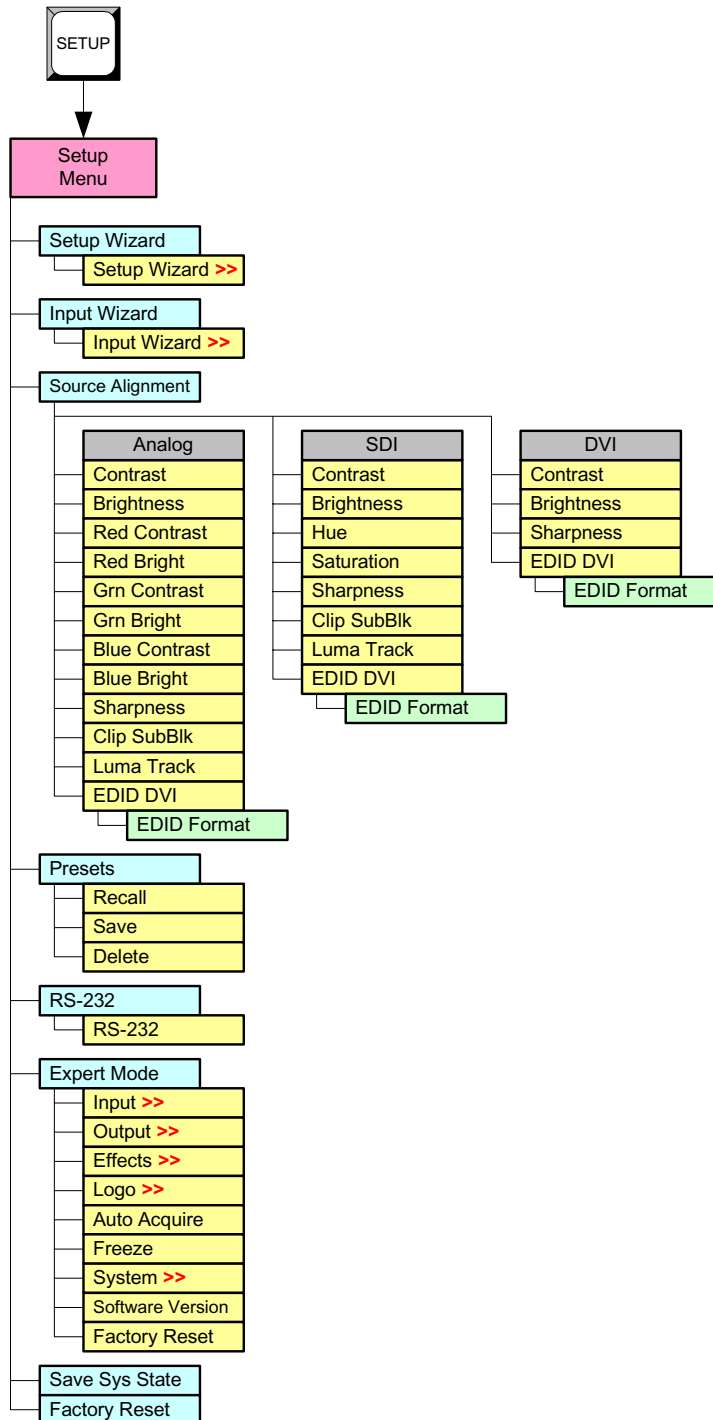 SETUP
Setup
Menu
Setup Wizard
Setup Wizard >>
Input Wizard
Input Wizard >>
Source Alignment
Analog
Contrast
Brightness
Red Contrast
Red Bright
Grn Contrast
Grn Bright
Blue Contrast
Blue Bright
Sharpness
Clip SubBlk
Luma Track
EDID DVI
EDID Format
SDI
Contrast
Brightness
Hue
Saturation
Sharpness
Clip SubBlk
Luma Track
EDID DVI
EDID Format
DVI
Contrast
Brightness
Sharpness
EDID DVI
EDID Format
Presets
Recall
Save
Delete
RS-232
RS-232
Expert Mode
Input >>
Output >>
Effects >>
Logo >>
Auto Acquire
Freeze
System >>
Software Version
Factory Reset
Save Sys State
Factory Reset